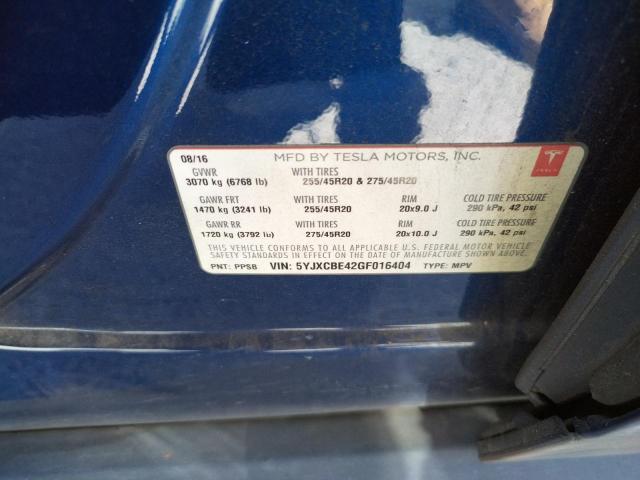 08/16 MFD BY TESLA MOTORS, INC.
GVWR WITH TIRES
3070 kg (6768 lb) 255/45R20 & 275/45R20
TESLA
GAWR FRT WITH TIRES RIM COLD TIRE PRESSURE
1470 kg (3241 lb) 255/45R20 20x9.0 J 290 kPa, 42 psi
GAWR RR WITH TIRES RIM COLD TIRE PRESSURE
1720 kg (3792 lb) 275/45R20 20x10.0 J 290 kPa, 42 psi
THIS VEHICLE CONFORMS TO ALL APPLICABLE U.S. FEDERAL MOTOR VEHICLE
SAFETY STANDARDS IN EFFECT ON THE DATE OF MANUFACTURE SHOWN ABOVE.
PNT: PPSB VIN: 5YJXCBE42GF016404 TYPE: MPV